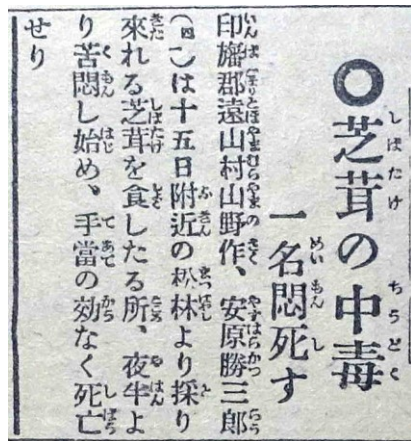 ◎芝茸の中毒
一名悶死す
印旛郡遠山村山野作、安原勝三郎
(四一)は十五日附近の松林より採り
來れる芝茸を食したる所、夜半よ
り苦悶し始め、手當の効なく死亡
せり